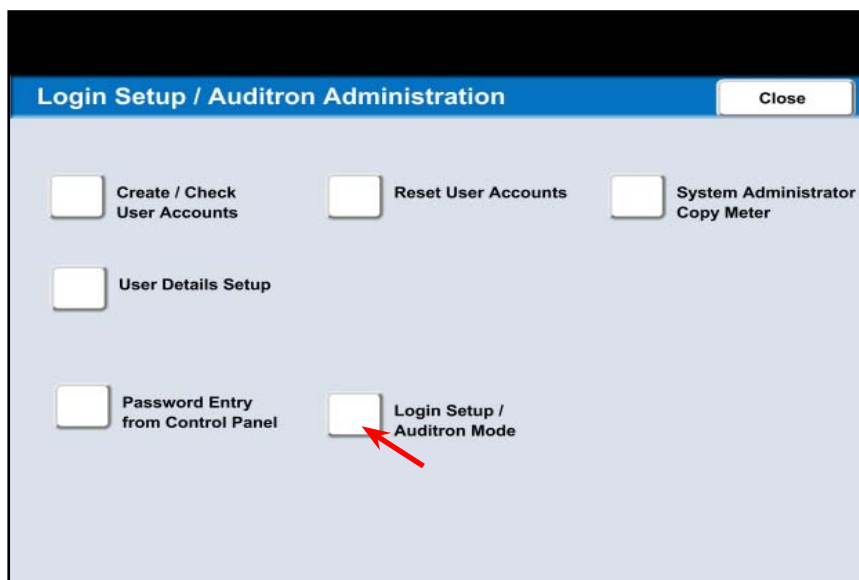 Login Setup / Auditron Administration
Close
Create / Check
User Accounts
Reset User Accounts
System Administrator
Copy Meter
User Details Setup
Password Entry
from Control Panel
Login Setup /
Auditron Mode